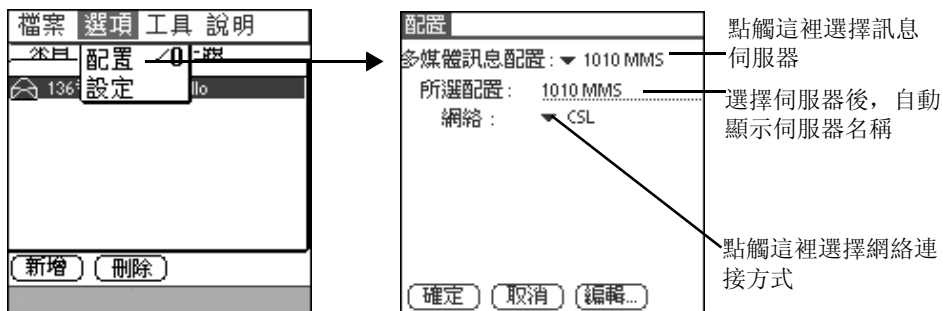 檔案 選項 工具 說明
配置 /O
設定
136 llo
新增 刪除
配置
多媒體訊息配置: 1010 MMS
所選配置: 1010 MMS
網絡: CSL
確定 取消 編輯...
點觸這裡選擇訊息
伺服器
選擇伺服器後，自動
顯示伺服器名稱
點觸這裡選擇網絡連
接方式